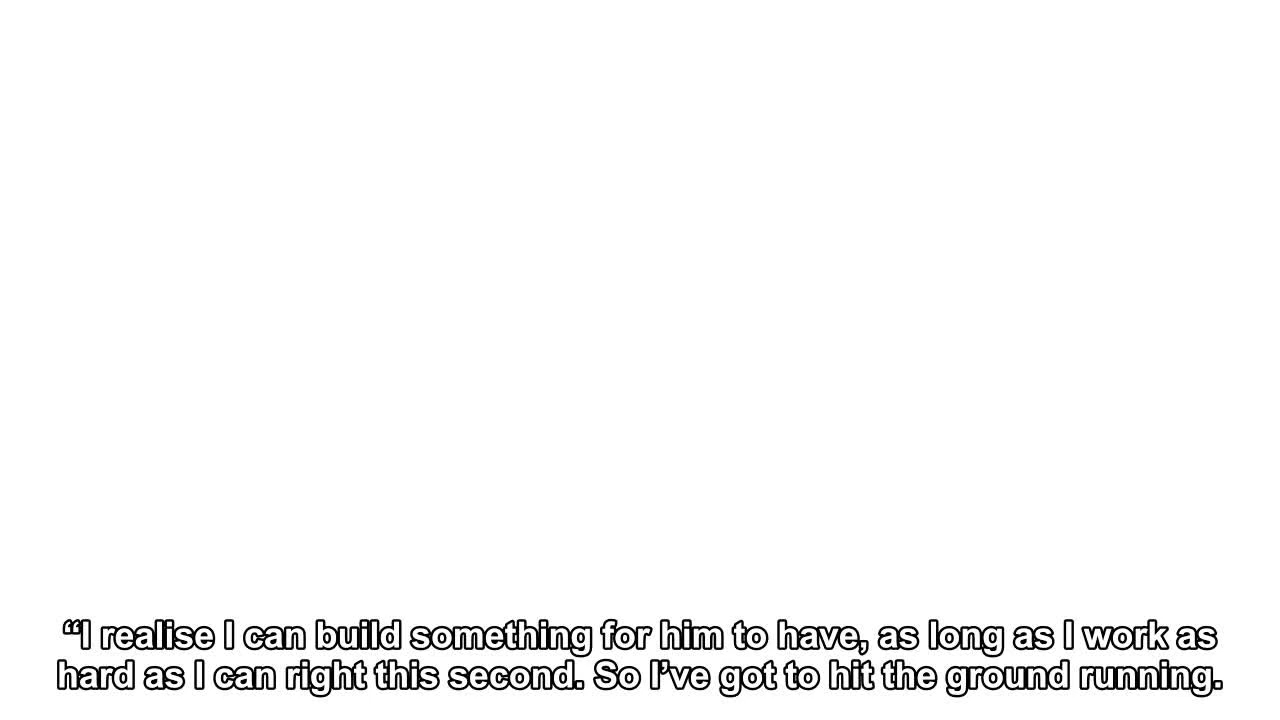 “I realise I can build something for him to have, as long as I work as
hard as I can right this second. So I’ve got to hit the ground running.